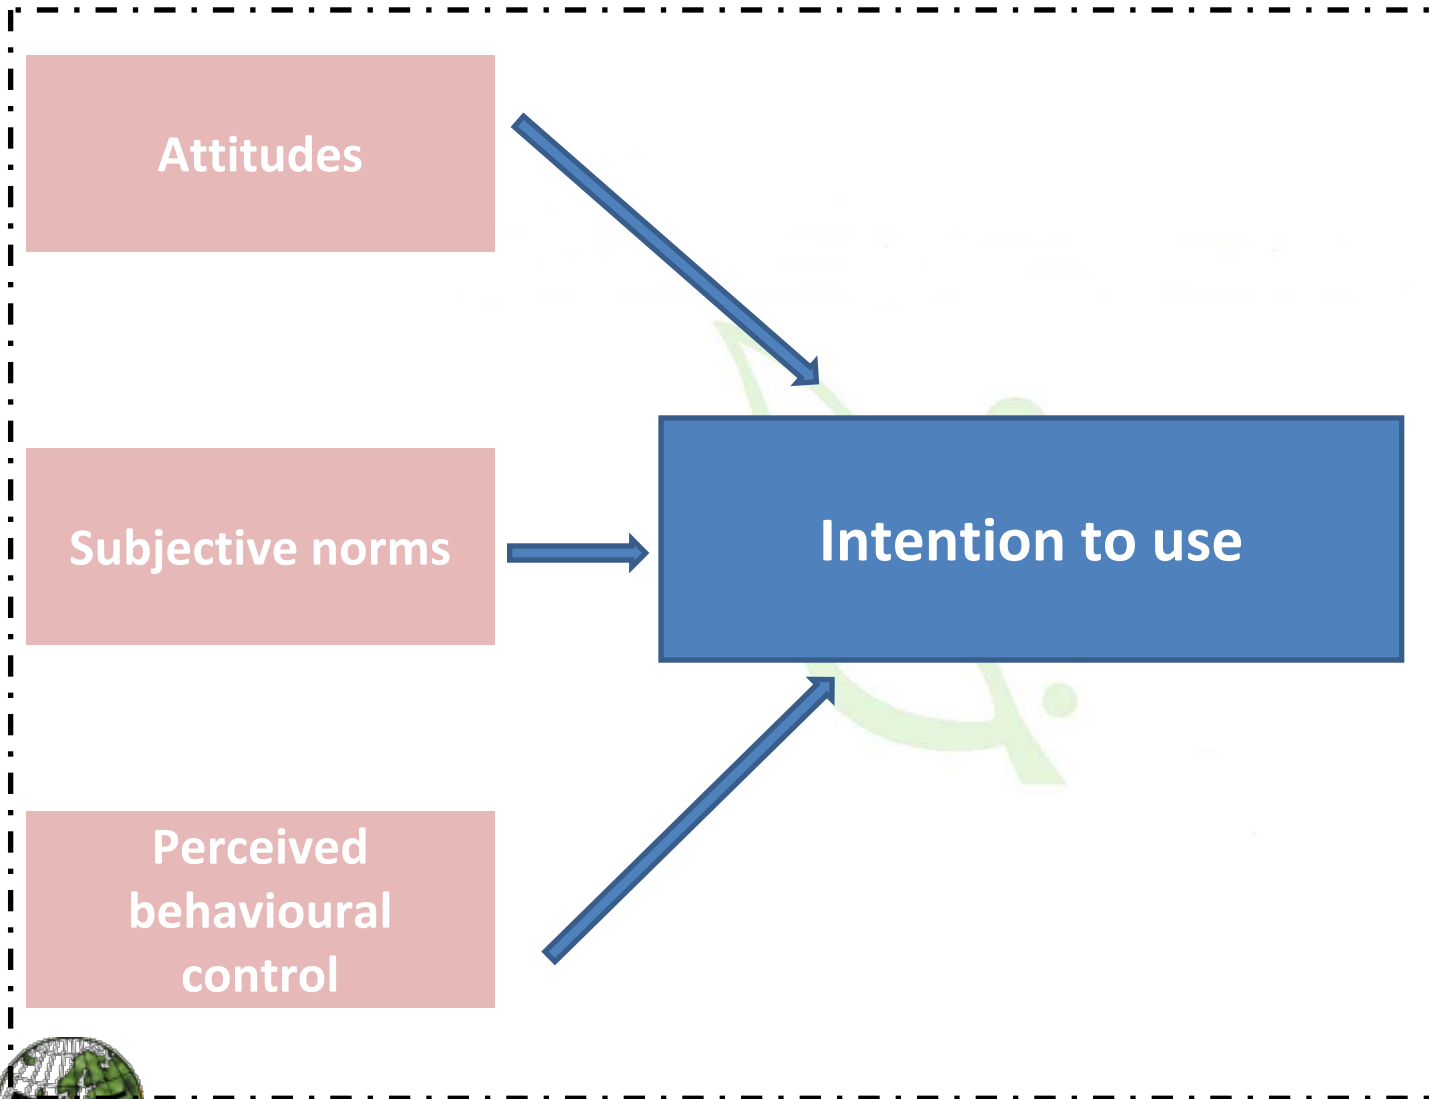 Attitudes
Subjective norms
Intention to use
Perceived
behavioural
control